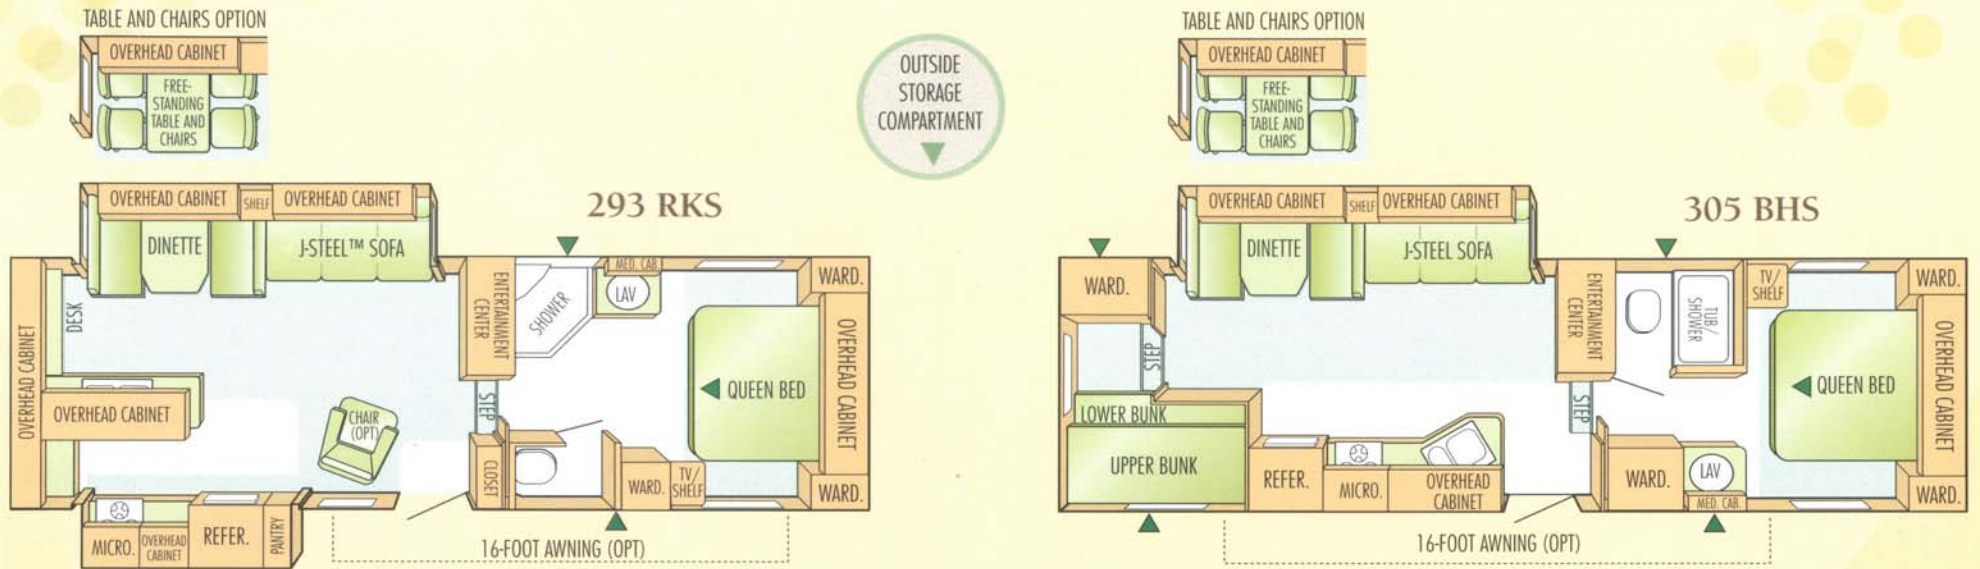 TABLE AND CHAIRS OPTION
OVERHEAD CABINET
FREE-
STANDING
TABLE AND
CHAIRS
OUTSIDE
STORAGE
COMPARTMENT
293 RKS
OVERHEAD CABINET
SHELF
OVERHEAD CABINET
DINETTE
J-STEEL™ SOFA
DESK
OVERHEAD CABINET
OVERHEAD CABINET
ENTERTAINMENT
CENTER
SHOWER
MED. CAB.
LAV
WARD.
QUEEN BED
OVERHEAD CABINET
STEP
CHAIR
(OPT)
CLOSET
WARD.
TV/
SHELF
WARD.
MICRO.
OVERHEAD
CABINET
REFER.
PANTRY
16-FOOT AWNING (OPT)
TABLE AND CHAIRS OPTION
OVERHEAD CABINET
FREE-
STANDING
TABLE AND
CHAIRS
305 BHS
OVERHEAD CABINET
SHELF
OVERHEAD CABINET
DINETTE
J-STEEL SOFA
WARD.
STEP
ENTERTAINMENT
CENTER
TUB/
SHOWER
TV/
SHELF
WARD.
QUEEN BED
OVERHEAD CABINET
STEP
LOWER BUNK
UPPER BUNK
REFER.
MICRO.
OVERHEAD
CABINET
WARD.
LAV
MED. CAB.
WARD.
16-FOOT AWNING (OPT)